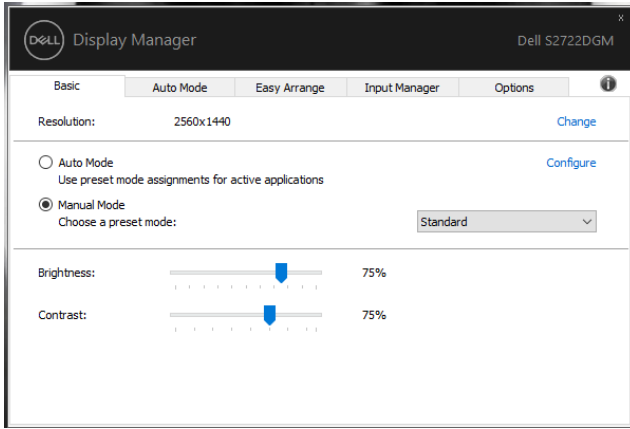 x
DELL Display Manager Dell S2722DGM
Basic Auto Mode Easy Arrange Input Manager Options i
Resolution: 2560x1440 Change
Auto Mode Configure
Use preset mode assignments for active applications
Manual Mode
Choose a preset mode: Standard
Brightness: 75%
Contrast: 75%